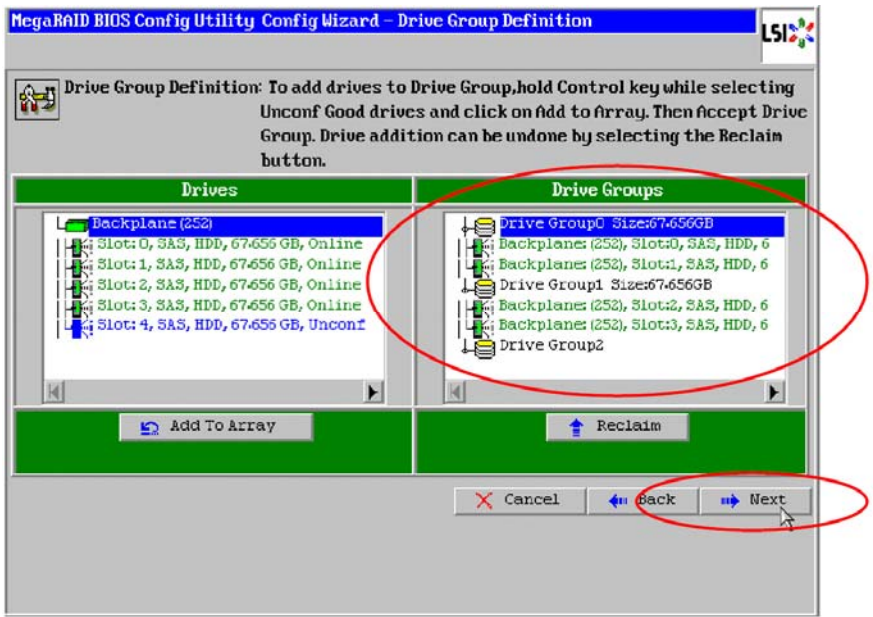 MegaRAID BIOS Config Utility Config Wizard – Drive Group Definition
LSI
Drive Group Definition: To add drives to Drive Group,hold Control key while selecting
Unconf Good drives and click on Add to Array. Then Accept Drive
Group. Drive addition can be undone by selecting the Reclaim
button.
Drives
Backplane (252)
Slot: 0, SAS, HDD, 67.656 GB, Online
Slot: 1, SAS, HDD, 67.656 GB, Online
Slot: 2, SAS, HDD, 67.656 GB, Online
Slot: 3, SAS, HDD, 67.656 GB, Online
Slot: 4, SAS, HDD, 67.656 GB, Unconf
Add To Array
Drive Groups
Drive Group0 Size:67.656GB
Backplane: (252), Slot:0, SAS, HDD, 6
Backplane: (252), Slot:1, SAS, HDD, 6
Drive Group1 Size:67.656GB
Backplane: (252), Slot:2, SAS, HDD, 6
Backplane: (252), Slot:3, SAS, HDD, 6
Drive Group2
Reclaim
Cancel
Back
Next